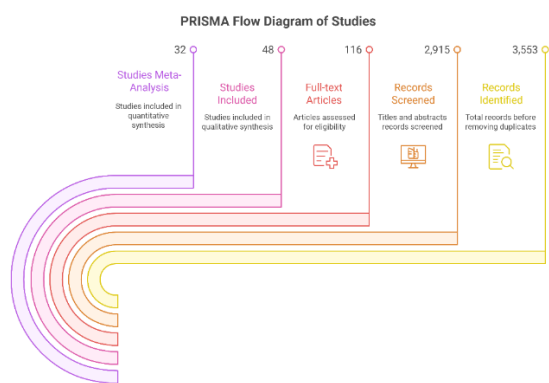 PRISMA Flow Diagram of Studies
32
Studies Meta-
Analysis
Studies included in
quantitative
synthesis
48
Studies
Included
Studies included in
qualitative synthesis
116
Full-text
Articles
Articles assessed
for eligibility
2,915
Records
Screened
Titles and abstracts
records screened
3,553
Records
Identified
Total records before
removing duplicates